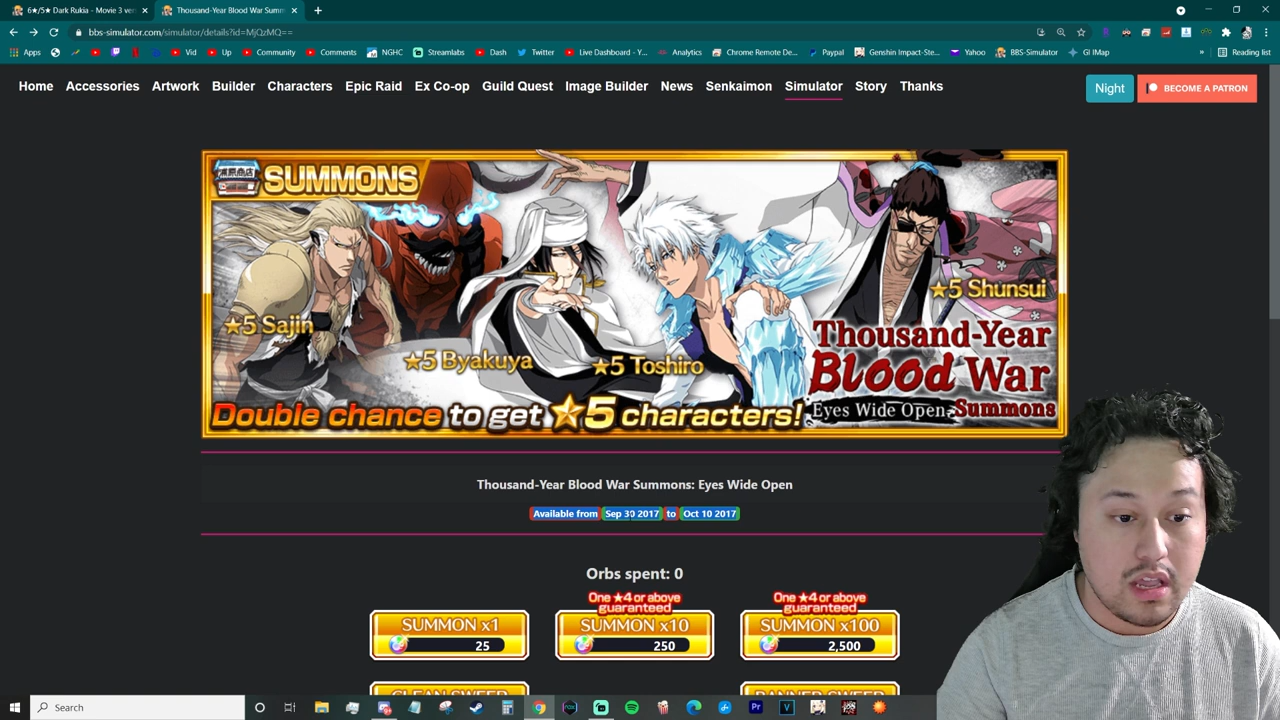 6★/5★ Dark Rukia - Movie 3 ver
Thousand-Year Blood War Summ
bbs-simulator.com/simulator/details?id=MjQzMQ==
Apps
Vid
Up
Community
Comments
NGHC
Streamlabs
Dash
Twitter
Live Dashboard - Y...
Analytics
Chrome Remote De...
Paypal
Genshin Impact-Ste...
Yahoo
BBS-Simulator
GI IMap
»
Reading list
Home
Accessories
Artwork
Builder
Characters
Epic Raid
Ex Co-op
Guild Quest
Image Builder
News
Senkaimon
Simulator
Story
Thanks
Night
BECOME A PATRON
SUMMONS
★5 Sajin
★5 Byakuya
★5 Toshiro
★5 Shunsui
Thousand-Year
Blood War
Eyes Wide Open Summons
Double chance to get ★5 characters!
Thousand-Year Blood War Summons: Eyes Wide Open
Available from Sep 30 2017 to Oct 10 2017
Orbs spent: 0
SUMMON x1
25
One ★4 or above
guaranteed
SUMMON x10
250
One ★4 or above
guaranteed
SUMMON x100
2,500
CLEAN SWEEP
BANNER SWEEP
Search